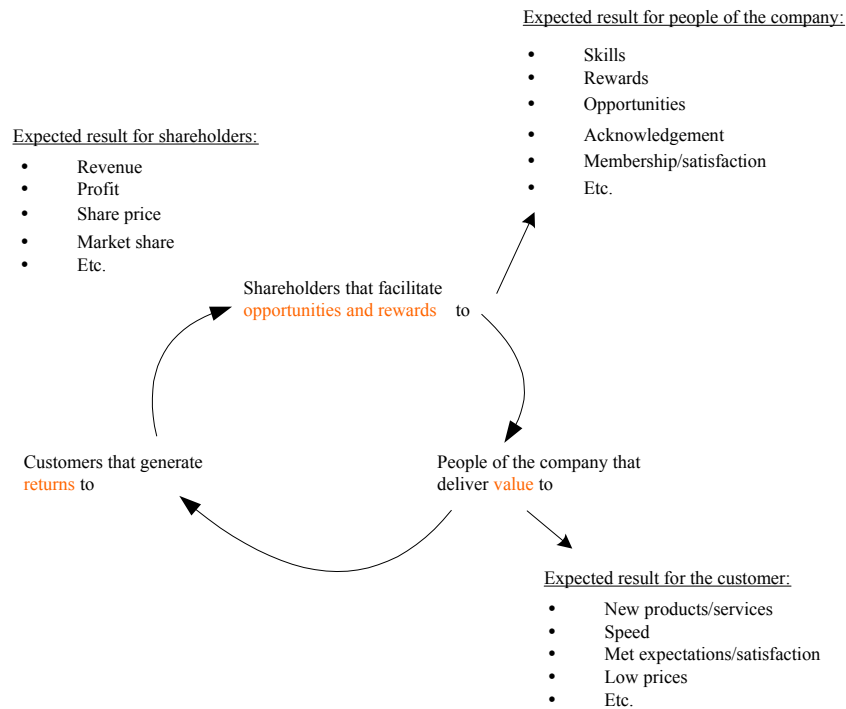 Expected result for people of the company:
• Skills
• Rewards
• Opportunities
• Acknowledgement
• Membership/satisfaction
• Etc.
Expected result for shareholders:
• Revenue
• Profit
• Share price
• Market share
• Etc.
Shareholders that facilitate
opportunities and rewards to
Customers that generate
returns to
People of the company that
deliver value to
Expected result for the customer:
• New products/services
• Speed
• Met expectations/satisfaction
• Low prices
• Etc.